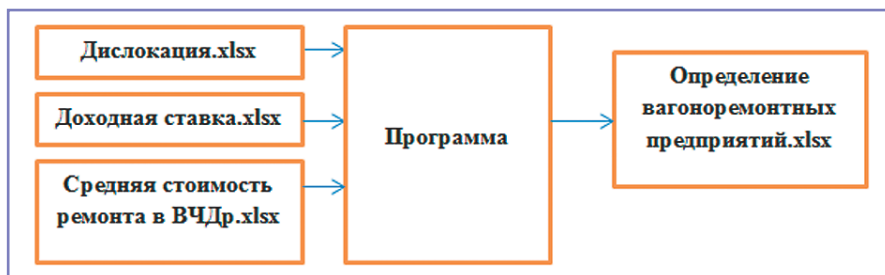 Дислокация.xlsx
Доходная ставка.xlsx
Средняя стоимость
ремонта в ВЧДр.xlsx
Программа
Определение
вагоноремонтных
предприятий.xlsx